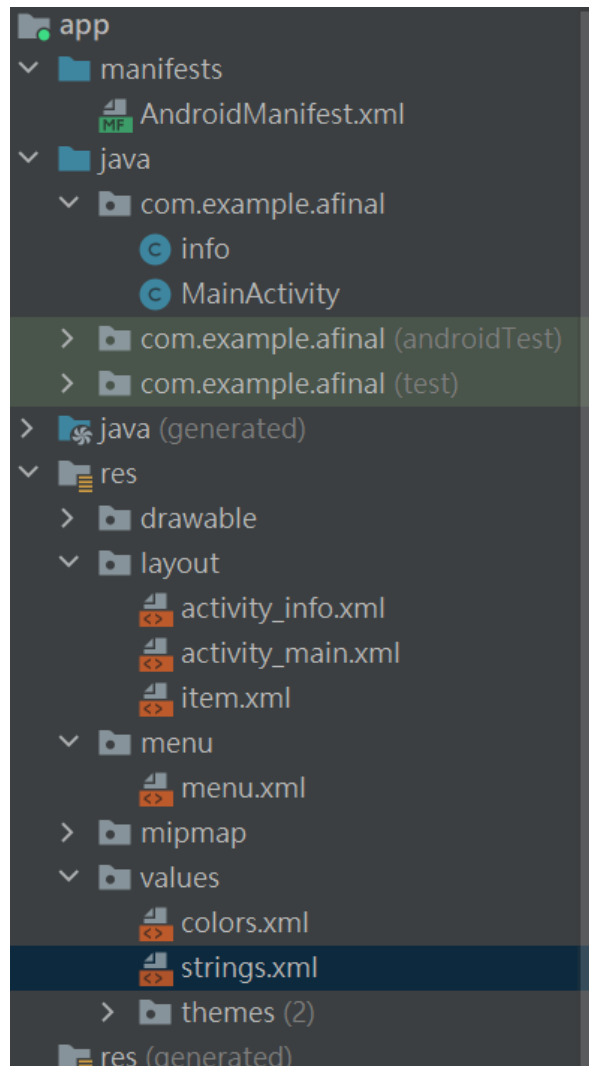 app
manifests
MF AndroidManifest.xml
java
com.example.afinal
C info
C MainActivity
com.example.afinal (androidTest)
com.example.afinal (test)
java (generated)
res
drawable
layout
<> activity_info.xml
<> activity_main.xml
<> item.xml
menu
<> menu.xml
mipmap
values
<> colors.xml
<> strings.xml
themes (2)
res (generated)